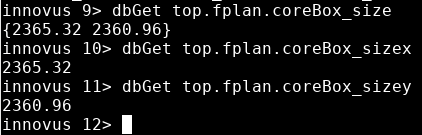 innovus 9> dbGet top.fplan.coreBox_size
{2365.32 2360.96}
innovus 10> dbGet top.fplan.coreBox_sizex
2365.32
innovus 11> dbGet top.fplan.coreBox_sizey
2360.96
innovus 12>